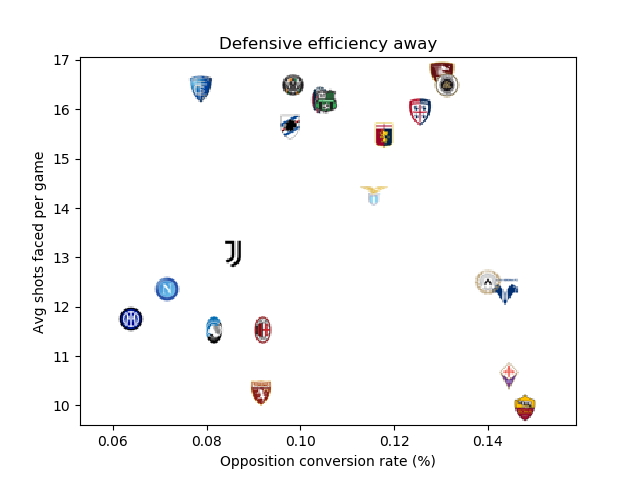 Defensive efficiency away
17
16
15
14
13
12
11
10
Avg shots faced per game
0.06 0.08 0.10 0.12 0.14
Opposition conversion rate (%)